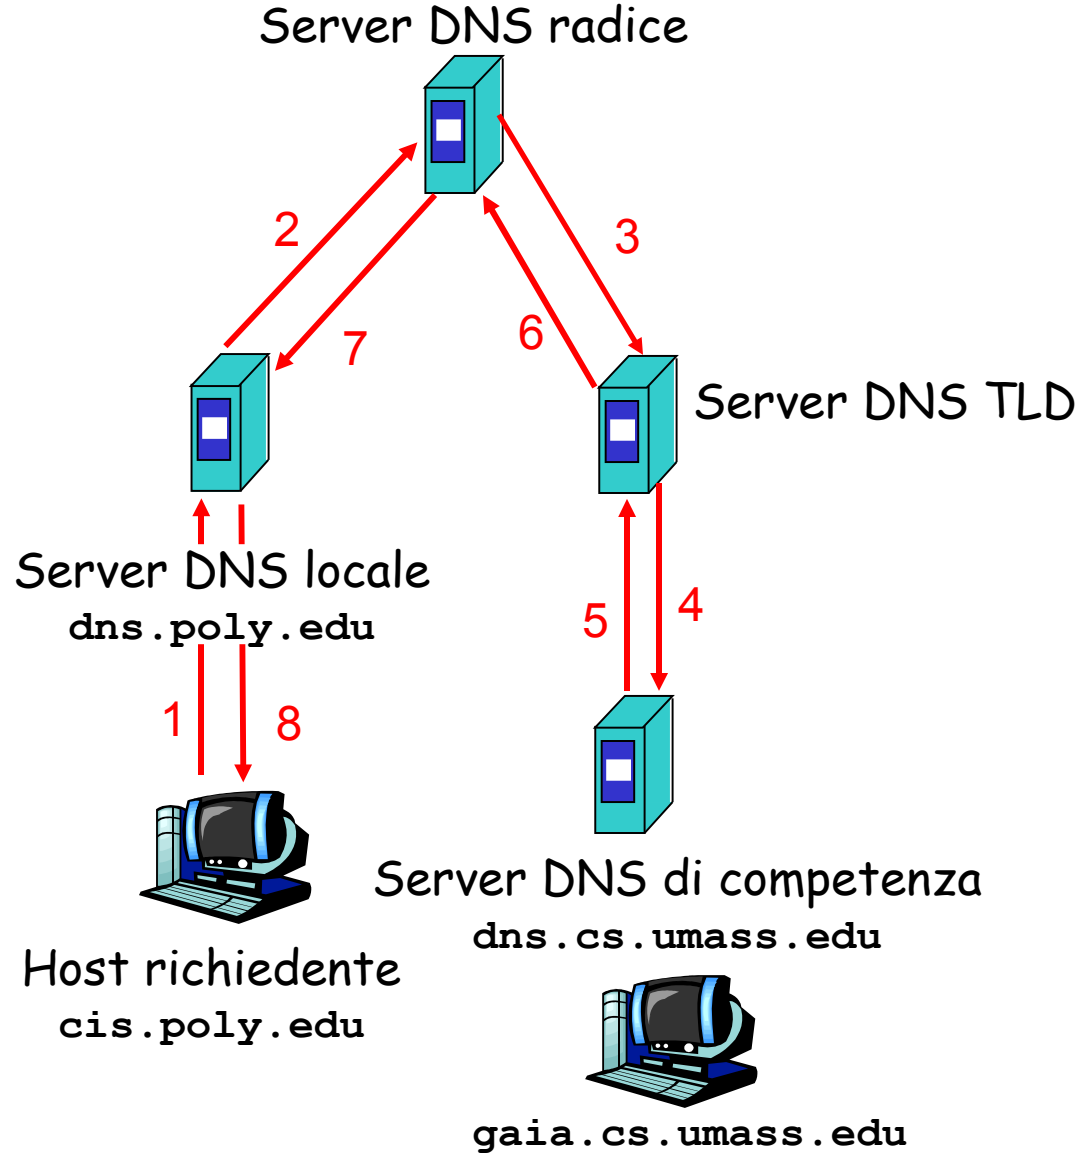 Server DNS radice
2
3
7
6
Server DNS TLD
Server DNS locale
dns.poly.edu
5
4
1
8
Server DNS di competenza
dns.cs.umass.edu
Host richiedente
cis.poly.edu
gaia.cs.umass.edu